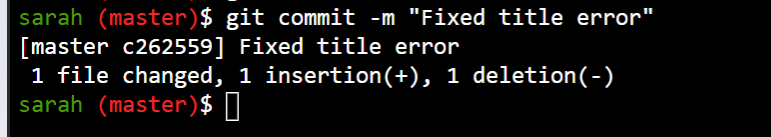 sarah (master)$ git commit -m "Fixed title error"
[master c262559] Fixed title error
 1 file changed, 1 insertion(+), 1 deletion(-)
sarah (master)$